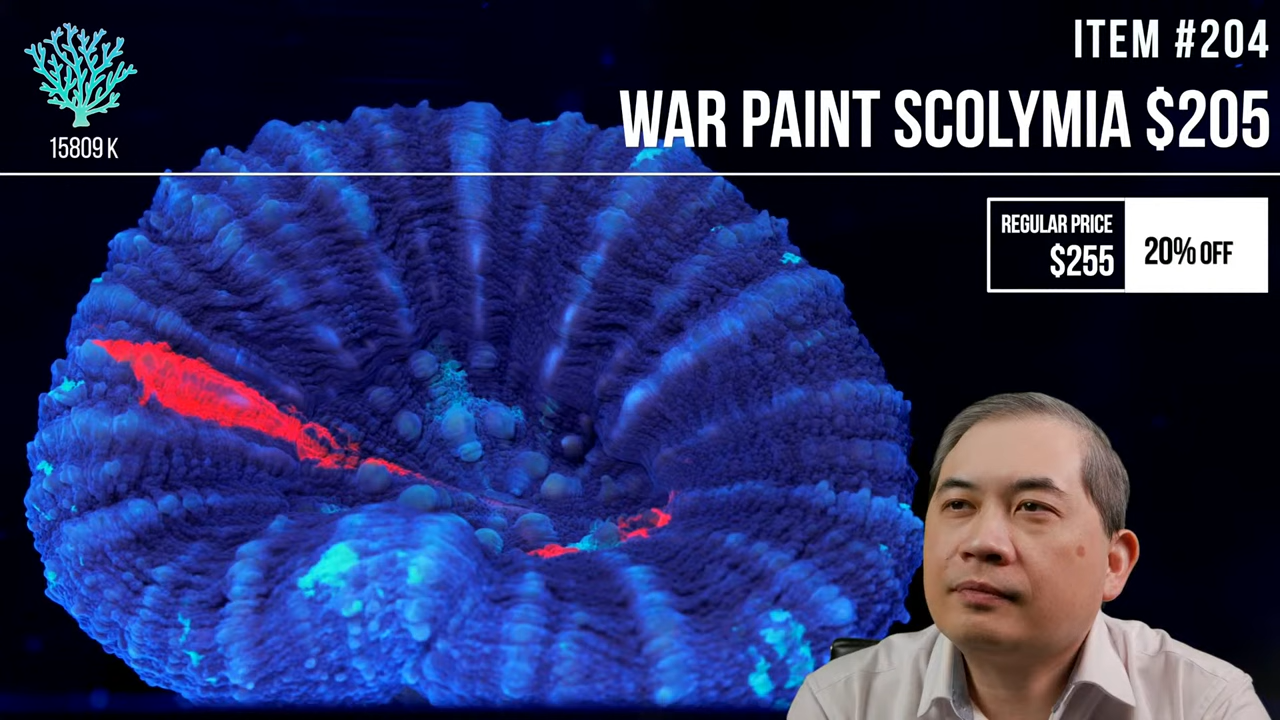 ITEM #204
WAR PAINT SCOLYMIA $205
15809 K
REGULAR PRICE
$255
20% OFF